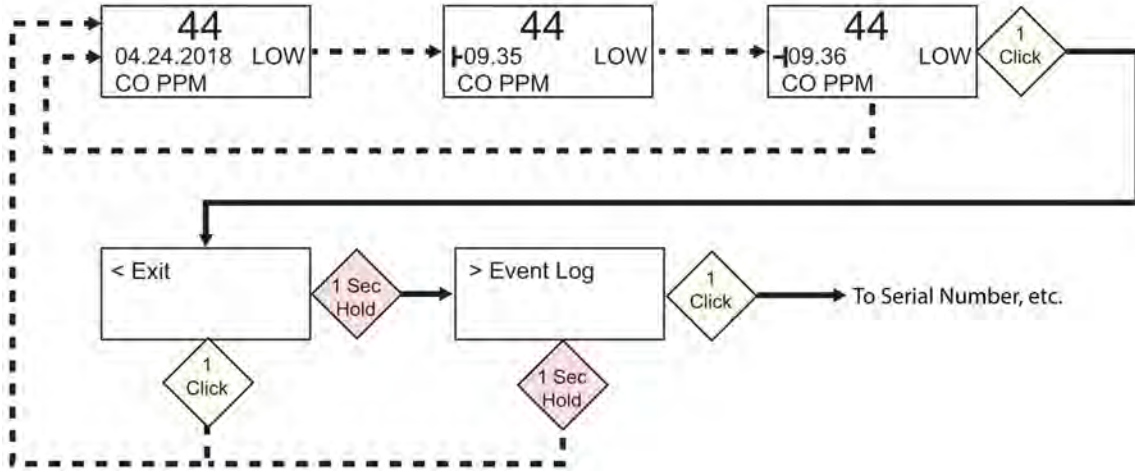 44
04.24.2018 LOW
CO PPM
44
09.35 LOW
CO PPM
44
09.36 LOW
CO PPM
1
Click
< Exit
1 Sec
Hold
> Event Log
1
Click
To Serial Number, etc.
1
Click
1 Sec
Hold